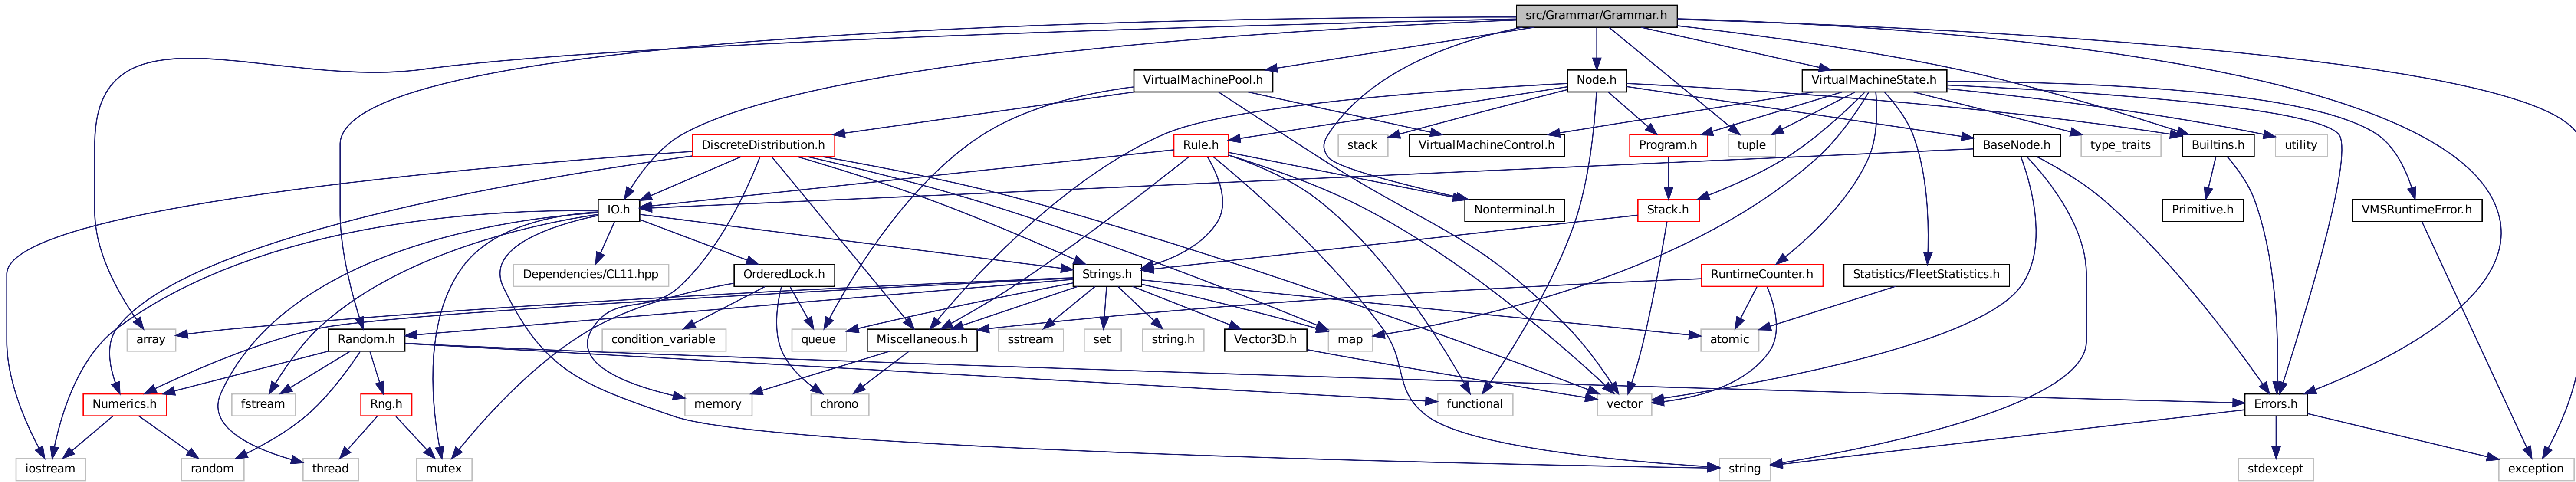 src/Grammar/Grammar.h
VirtualMachinePool.h
Node.h
VirtualMachineState.h
DiscreteDistribution.h
Rule.h
stack
VirtualMachineControl.h
Program.h
tuple
BaseNode.h
type_traits
Builtins.h
utility
IO.h
Nonterminal.h
Stack.h
Primitive.h
VMSRuntimeError.h
Dependencies/CL11.hpp
OrderedLock.h
Strings.h
RuntimeCounter.h
Statistics/FleetStatistics.h
array
Random.h
condition_variable
queue
Miscellaneous.h
sstream
set
string.h
Vector3D.h
map
atomic
Numerics.h
fstream
Rng.h
memory
chrono
functional
vector
Errors.h
iostream
random
thread
mutex
string
stdexcept
exception